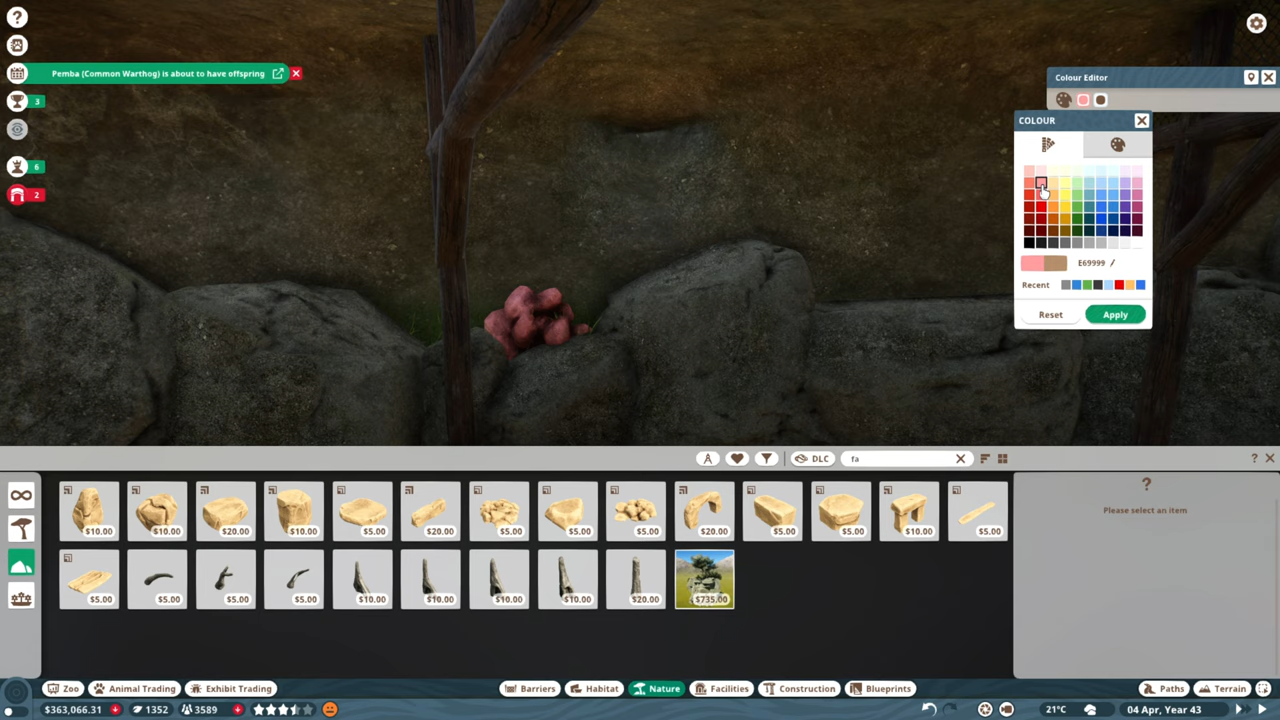 ?
Pemba (Common Warthog) is about to have offspring
3
6
2
Colour Editor
COLOUR
E69999
Recent
Reset
Apply
DLC
fa
?
$10.00 $10.00 $20.00 $10.00 $5.00 $20.00 $5.00 $5.00 $5.00 $20.00 $5.00 $5.00 $10.00 $5.00
$5.00 $5.00 $5.00 $5.00 $10.00 $10.00 $10.00 $10.00 $20.00 $735.00
?
Please select an item
Zoo
Animal Trading
Exhibit Trading
Barriers
Habitat
Nature
Facilities
Construction
Blueprints
Paths
Terrain
$363,066.31
1352
3589
21°C
04 Apr, Year 43